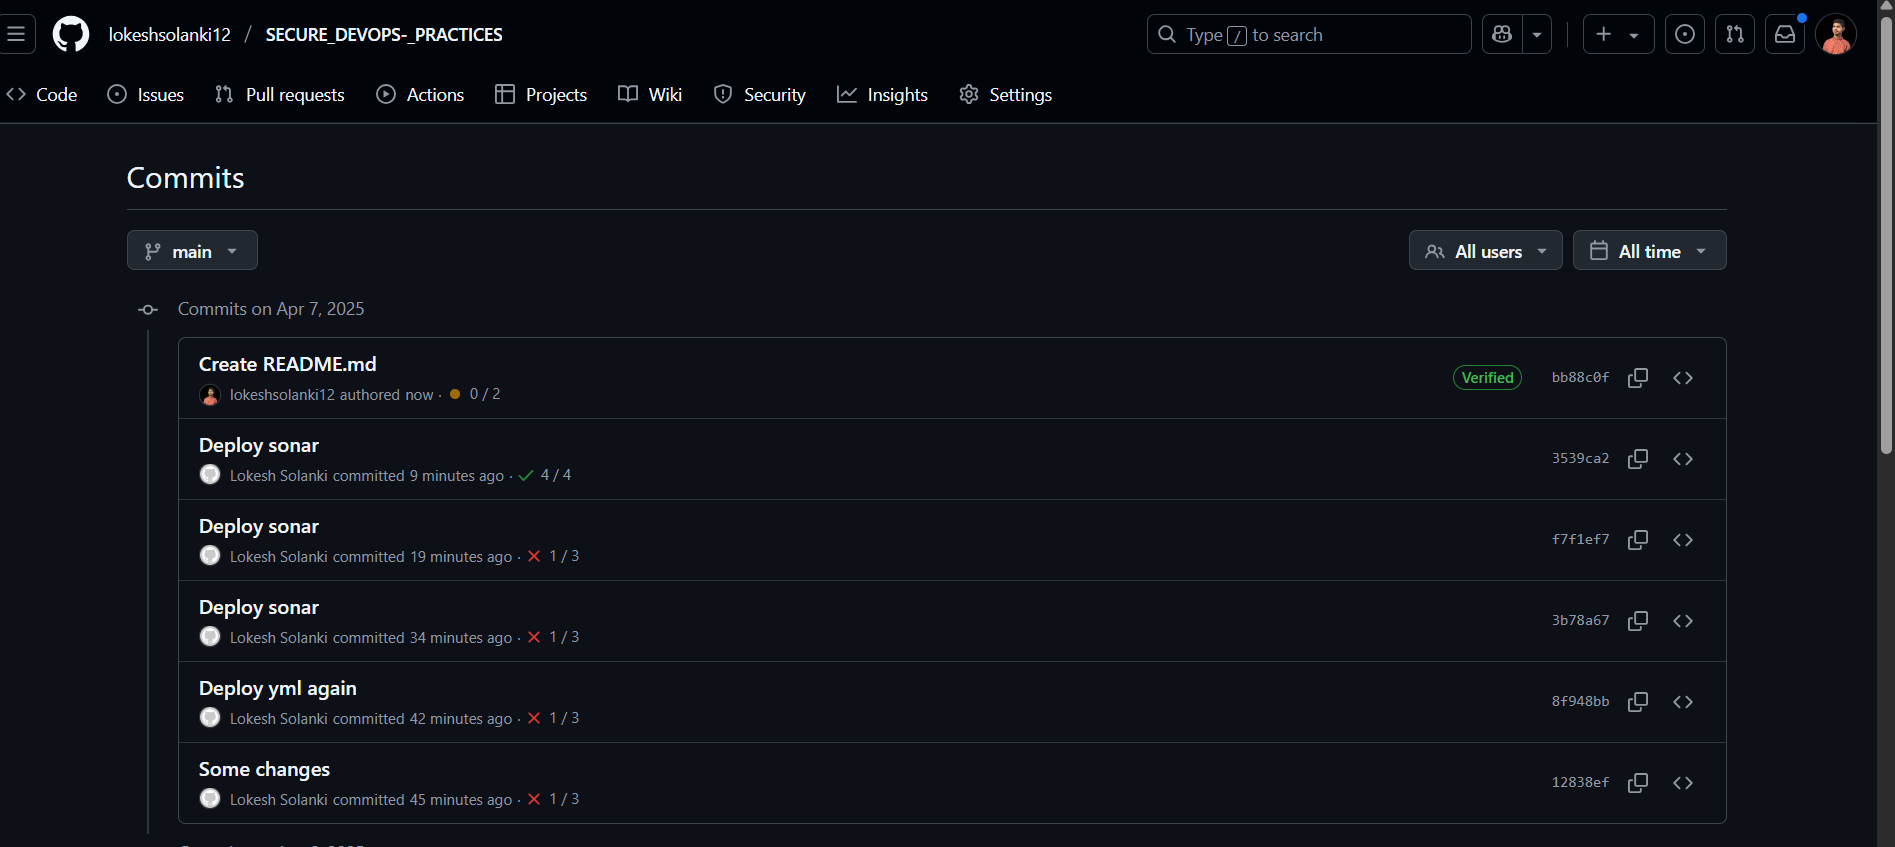 lokeshsolanki12 / SECURE_DEVOPS-_PRACTICES
Type / to search
Code Issues Pull requests Actions Projects Wiki Security Insights Settings
Commits
main
All users All time
Commits on Apr 7, 2025
Create README.md
Verified bb88c0f
lokeshsolanki12 authored now · 0 / 2
Deploy sonar
3539ca2
Lokesh Solanki committed 9 minutes ago · 4 / 4
Deploy sonar
f7f1ef7
Lokesh Solanki committed 19 minutes ago · 1 / 3
Deploy sonar
3b78a67
Lokesh Solanki committed 34 minutes ago · 1 / 3
Deploy yml again
8f948bb
Lokesh Solanki committed 42 minutes ago · 1 / 3
Some changes
12838ef
Lokesh Solanki committed 45 minutes ago · 1 / 3